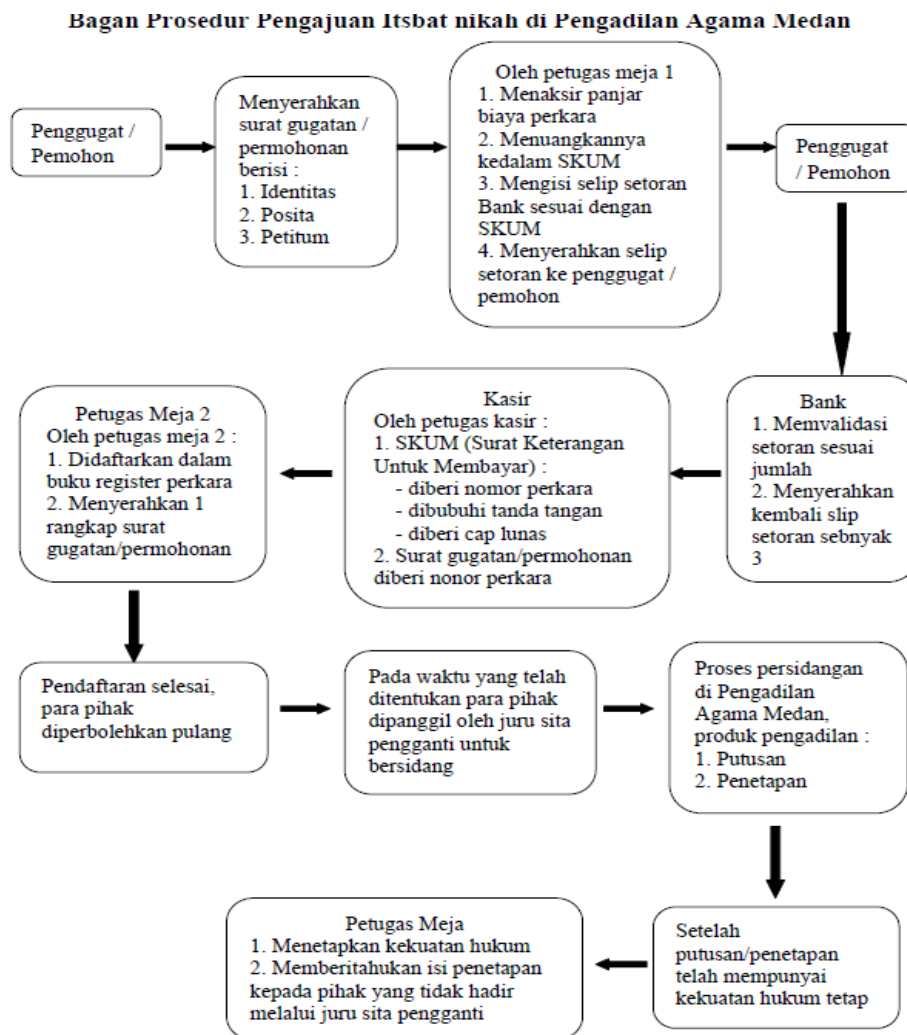 Bagan Prosedur Pengajuan Itsbat nikah di Pengadilan Agama Medan
Penggugat /
Pemohon
Menyerahkan
surat gugatan /
permohonan
berisi :
1. Identitas
2. Posita
3. Petitum
Oleh petugas meja 1
1. Menaksir panjar
biaya perkara
2. Menuangkannya
kedalam SKUM
3. Mengisi selip setoran
Bank sesuai dengan
SKUM
4. Menyerahkan selip
setoran ke penggugat /
pemohon
Penggugat
/ Pemohon
Bank
1. Memvalidasi
setoran sesuai
jumlah
2. Menyerahkan
kembali slip
setoran sebnyak
3
Kasir
Oleh petugas kasir :
1. SKUM (Surat Keterangan
Untuk Membayar) :
- diberi nomor perkara
- dibubuhi tanda tangan
- diberi cap lunas
2. Surat gugatan/permohonan
diberi nonor perkara
Petugas Meja 2
Oleh petugas meja 2 :
1. Didaftarkan dalam
buku register perkara
2. Menyerahkan 1
rangkap surat
gugatan/permohonan
Pendaftaran selesai,
para pihak
diperbolehkan pulang
Pada waktu yang telah
ditentukan para pihak
dipanggil oleh juru sita
pengganti untuk
bersidang
Proses persidangan
di Pengadilan
Agama Medan,
produk pengadilan :
1. Putusan
2. Penetapan
Setelah
putusan/penetapan
telah mempunyai
kekuatan hukum tetap
Petugas Meja
1. Menetapkan kekuatan hukum
2. Memberitahukan isi penetapan
kepada pihak yang tidak hadir
melalui juru sita pengganti